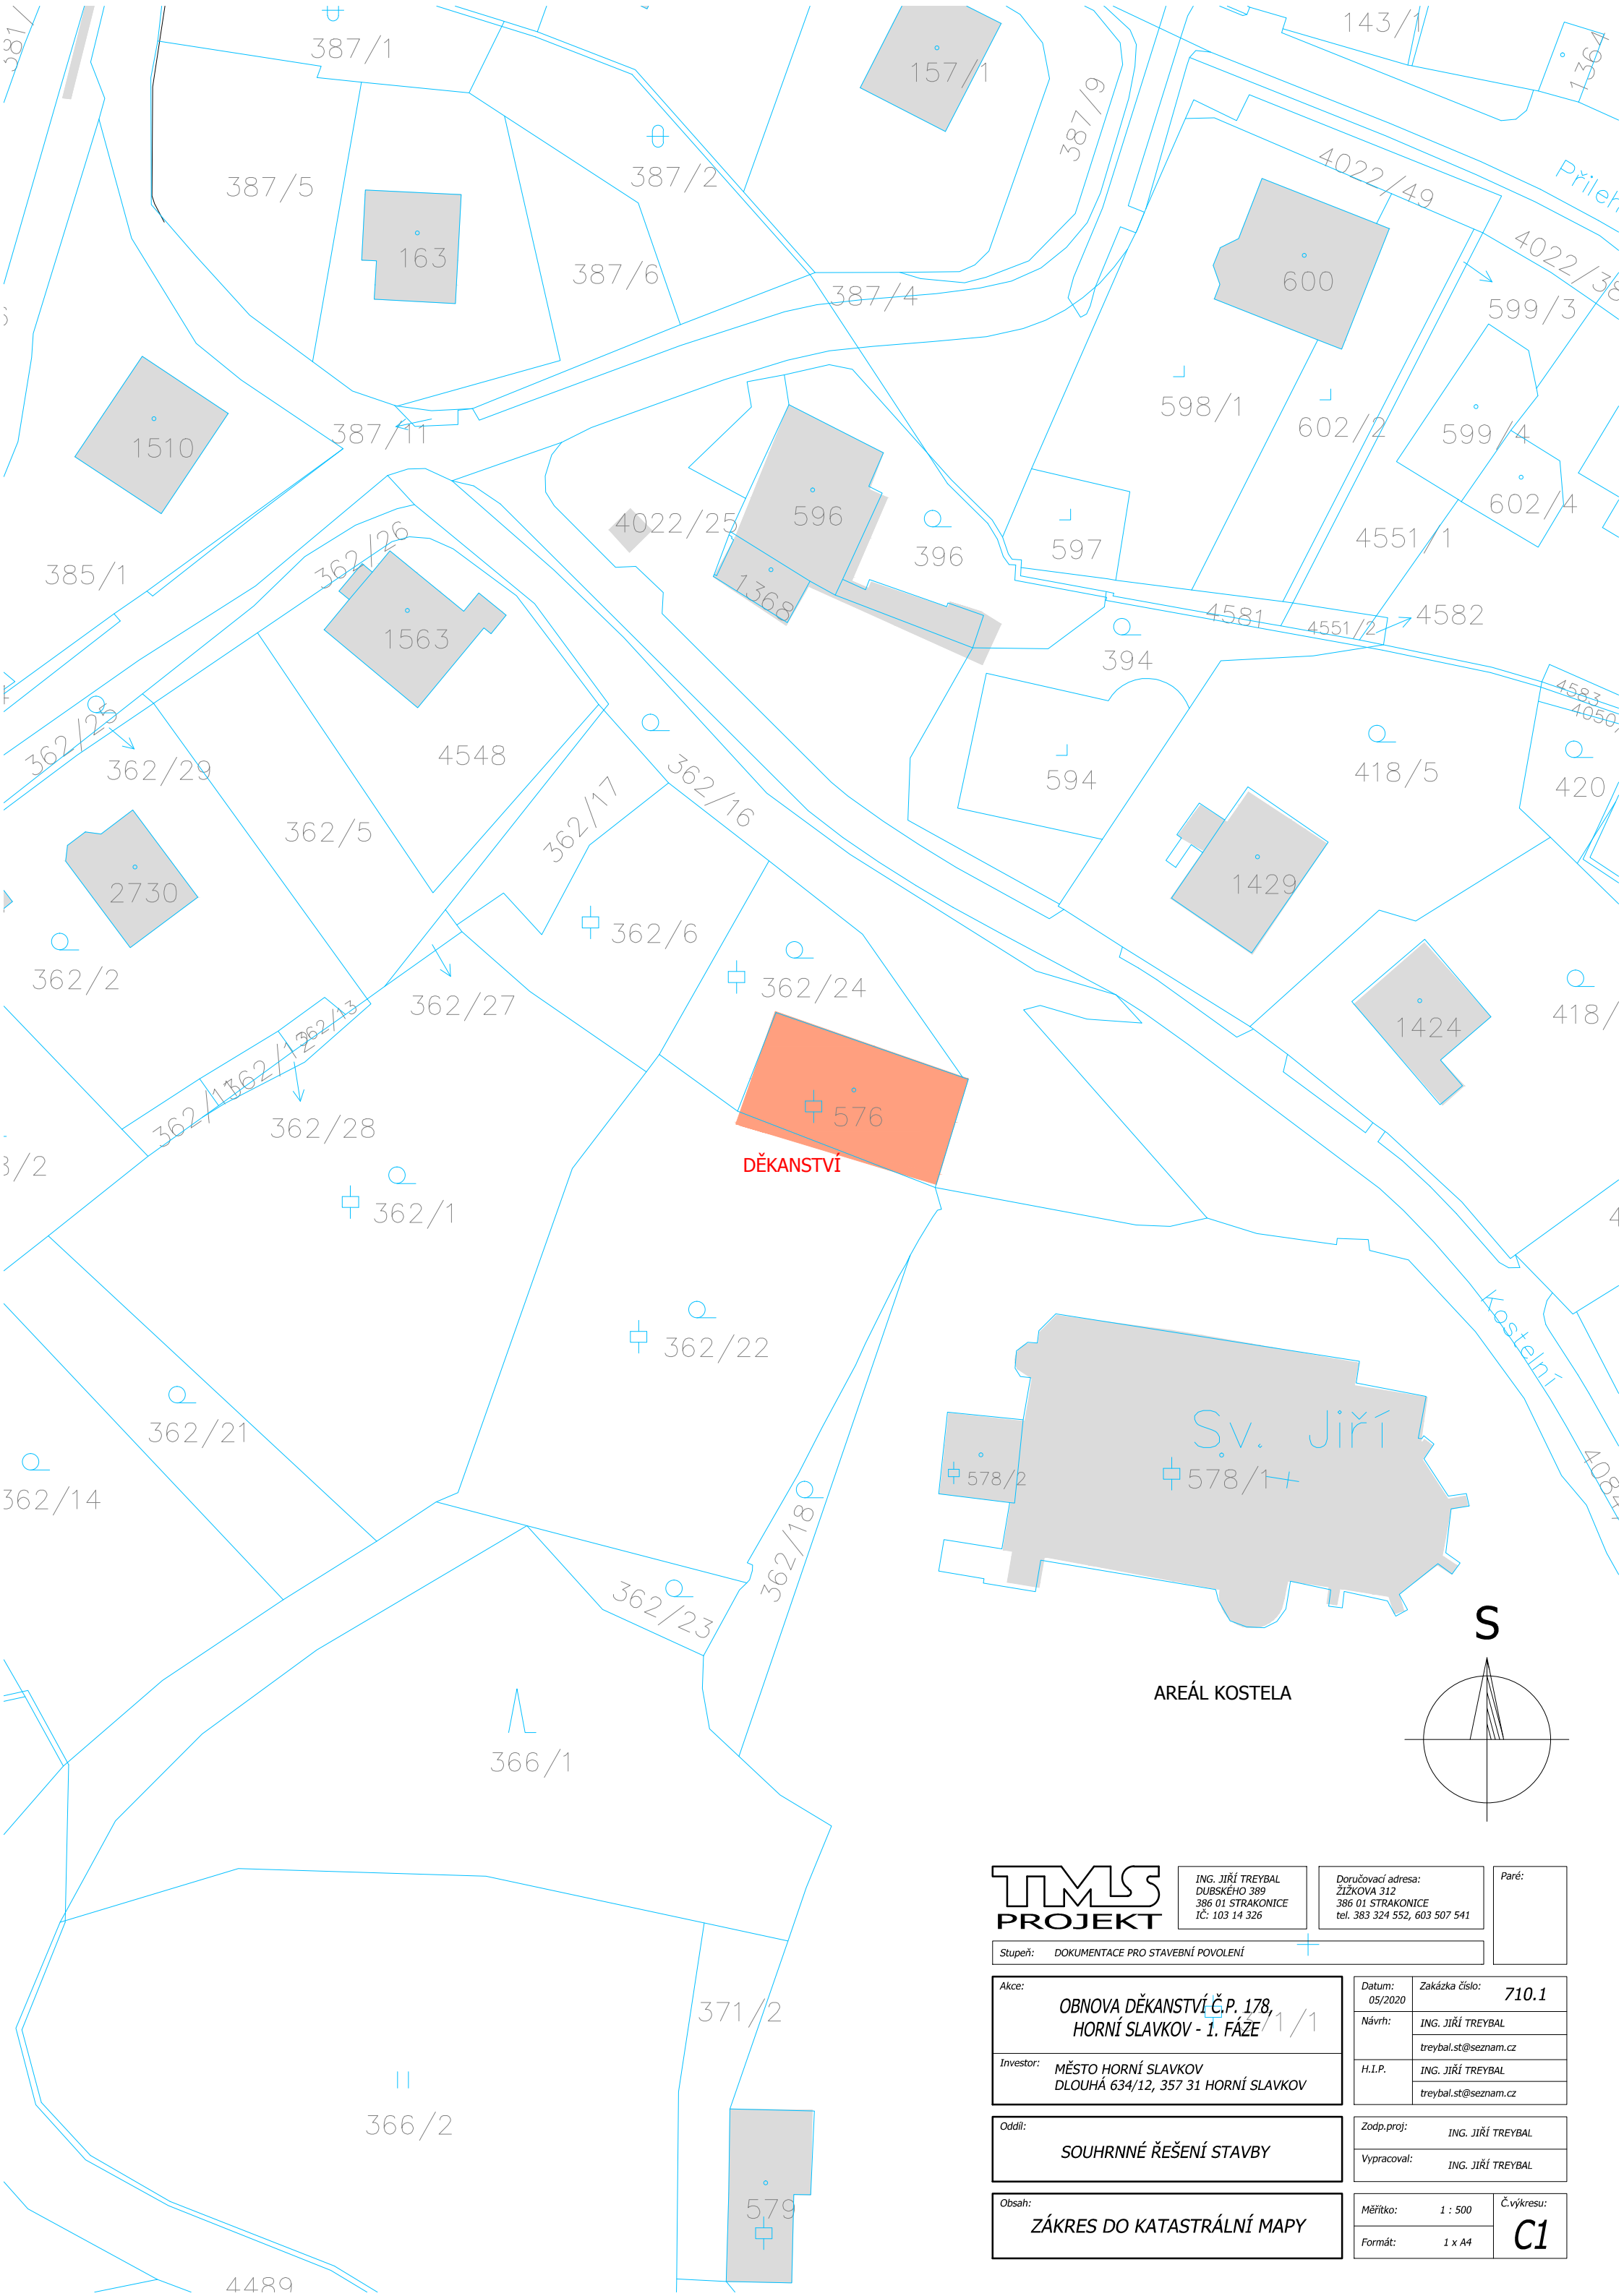 387/1
143/1
1364
157/1
387/9
387/2
387/5
4022/49
163
387/6
387/4
600
4022/38
599/3
1510
387/11
598/1
602/2
599/4
602/4
362/26
4022/25
596
396
597
4551/1
385/1
1368
1563
394
4581
4551/2
4582
4583
4050
362/25
362/29
4548
362/16
594
418/5
420
362/5
362/17
2730
1429
362/6
362/2
362/27
362/24
1424
418/
362/13
362/12
362/11
362/28
576
DĚKANSTVÍ
362/1
362/22
Kostelní
362/21
Sv. Jiří
578/2
578/1
362/14
362/18
362/23
S
AREÁL KOSTELA
366/1
371/2
366/2
579
4489
TMS
PROJEKT
ING. JIŘÍ TREYBAL
DUBSKÉHO 389
386 01 STRAKONICE
IČ: 103 14 326
Doručovací adresa:
ŽIŽKOVA 312
386 01 STRAKONICE
tel. 383 324 552, 603 507 541
Paré:
Stupeň: DOKUMENTACE PRO STAVEBNÍ POVOLENÍ
Akce:
OBNOVA DĚKANSTVÍ Č.P. 178,
HORNÍ SLAVKOV - 1. FÁZE
371/1
Investor: MĚSTO HORNÍ SLAVKOV
DLOUHÁ 634/12, 357 31 HORNÍ SLAVKOV
Datum: 05/2020
Zakázka číslo: 710.1
Návrh: ING. JIŘÍ TREYBAL
treybal.st@seznam.cz
H.I.P. ING. JIŘÍ TREYBAL
treybal.st@seznam.cz
Oddíl:
SOUHRNNÉ ŘEŠENÍ STAVBY
Zodp.proj: ING. JIŘÍ TREYBAL
Vypracoval: ING. JIŘÍ TREYBAL
Obsah:
ZÁKRES DO KATASTRÁLNÍ MAPY
Měřítko: 1 : 500
Formát: 1 x A4
Č.výkresu:
C1